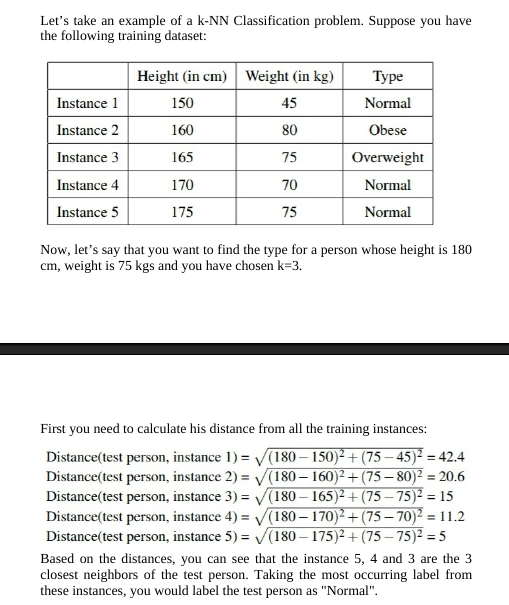 Let's take an example of a k-NN Classification problem. Suppose you have
the following training dataset:
Height (in cm) Weight (in kg) Type
Instance 1 150 45 Normal
Instance 2 160 80 Obese
Instance 3 165 75 Overweight
Instance 4 170 70 Normal
Instance 5 175 75 Normal
Now, let's say that you want to find the type for a person whose height is 180
cm, weight is 75 kgs and you have chosen k=3.
First you need to calculate his distance from all the training instances:
Distance(test person, instance 1) = √(180 − 150)² + (75 − 45)² = 42.4
Distance(test person, instance 2) = √(180 − 160)² + (75 − 80)² = 20.6
Distance(test person, instance 3) = √(180 − 165)² + (75 − 75)² = 15
Distance(test person, instance 4) = √(180 − 170)² + (75 − 70)² = 11.2
Distance(test person, instance 5) = √(180 − 175)² + (75 − 75)² = 5
Based on the distances, you can see that the instance 5, 4 and 3 are the 3
closest neighbors of the test person. Taking the most occurring label from
these instances, you would label the test person as "Normal".